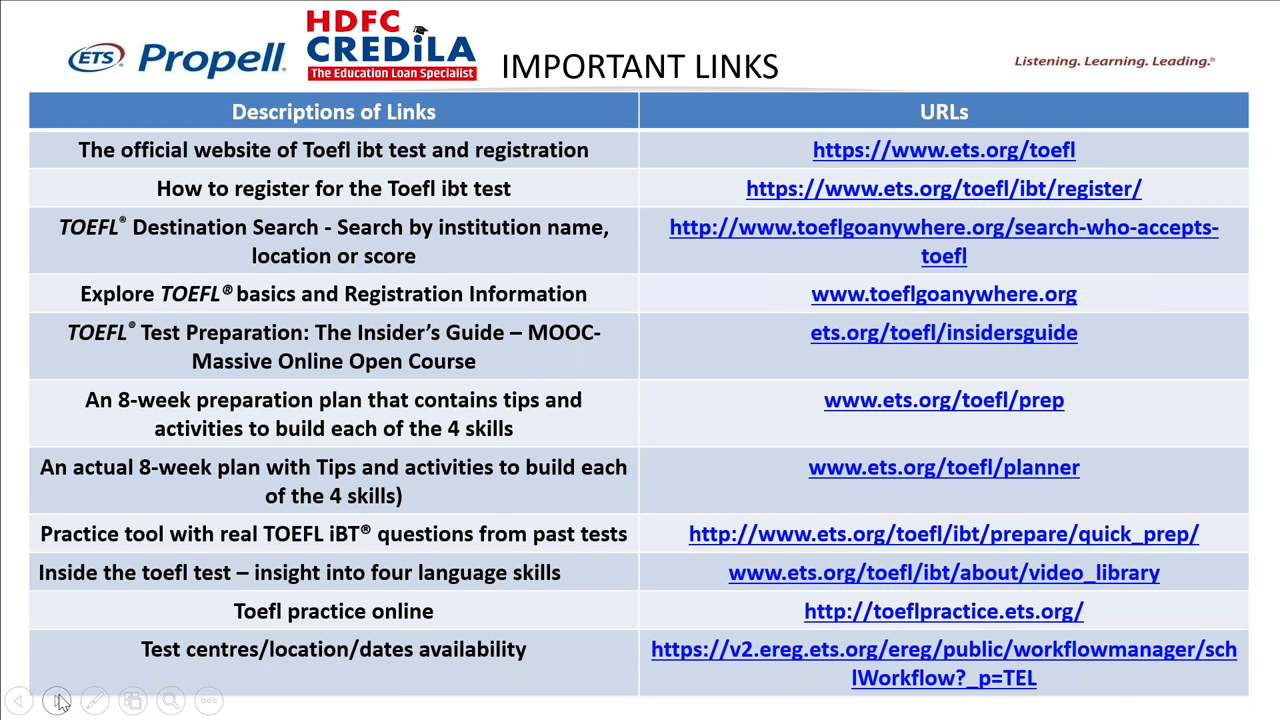 ETS® Propell®
HDFC
CREDiLA
The Education Loan Specialist
IMPORTANT LINKS
Listening. Learning. Leading.®
Descriptions of Links
URLs
The official website of Toefl ibt test and registration
https://www.ets.org/toefl
How to register for the Toefl ibt test
https://www.ets.org/toefl/ibt/register/
TOEFL® Destination Search - Search by institution name,
location or score
http://www.toeflgoanywhere.org/search-who-accepts-
toefl
Explore TOEFL® basics and Registration Information
www.toeflgoanywhere.org
TOEFL® Test Preparation: The Insider’s Guide – MOOC-
Massive Online Open Course
ets.org/toefl/insidersguide
An 8-week preparation plan that contains tips and
activities to build each of the 4 skills
www.ets.org/toefl/prep
An actual 8-week plan with Tips and activities to build each
of the 4 skills)
www.ets.org/toefl/planner
Practice tool with real TOEFL iBT® questions from past tests
http://www.ets.org/toefl/ibt/prepare/quick_prep/
Inside the toefl test – insight into four language skills
www.ets.org/toefl/ibt/about/video_library
Toefl practice online
http://toeflpractice.ets.org/
Test centres/location/dates availability
https://v2.ereg.ets.org/ereg/public/workflowmanager/sch
lWorkflow?_p=TEL